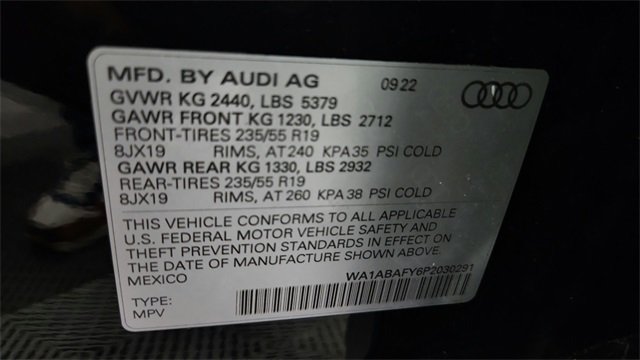 MFD. BY AUDI AG 09.22
GVWR KG 2440, LBS 5379
GAWR FRONT KG 1230, LBS 2712
FRONT-TIRES 235/55 R19
8JX19 RIMS, AT 240 KPA 35 PSI COLD
GAWR REAR KG 1330, LBS 2932
REAR-TIRES 235/55 R19
8JX19 RIMS, AT 260 KPA 38 PSI COLD
THIS VEHICLE CONFORMS TO ALL APPLICABLE
U.S. FEDERAL MOTOR VEHICLE SAFETY AND
THEFT PREVENTION STANDARDS IN EFFECT ON
THE DATE OF MANUFACTURE SHOWN ABOVE.
MEXICO WA1ABAFY6P2030291
TYPE:
MPV